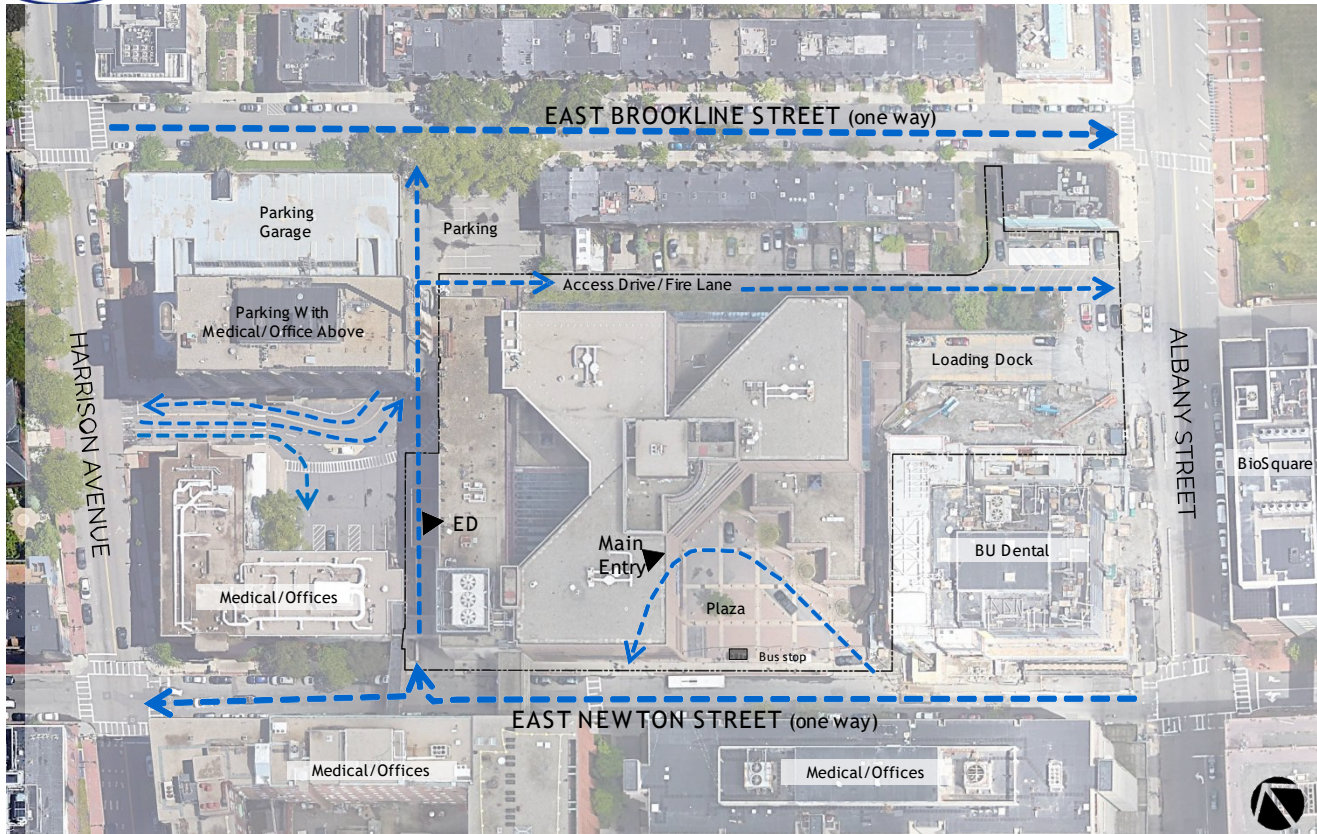 EAST BROOKLINE STREET (one way)
Parking
Garage
Parking
Access Drive/Fire Lane
Parking With
Medical/Office Above
HARRISON AVENUE
Loading Dock
ALBANY STREET
BioSquare
ED
Main
Entry
BU Dental
Medical/Offices
Plaza
Bus stop
EAST NEWTON STREET (one way)
Medical/Offices
Medical/Offices